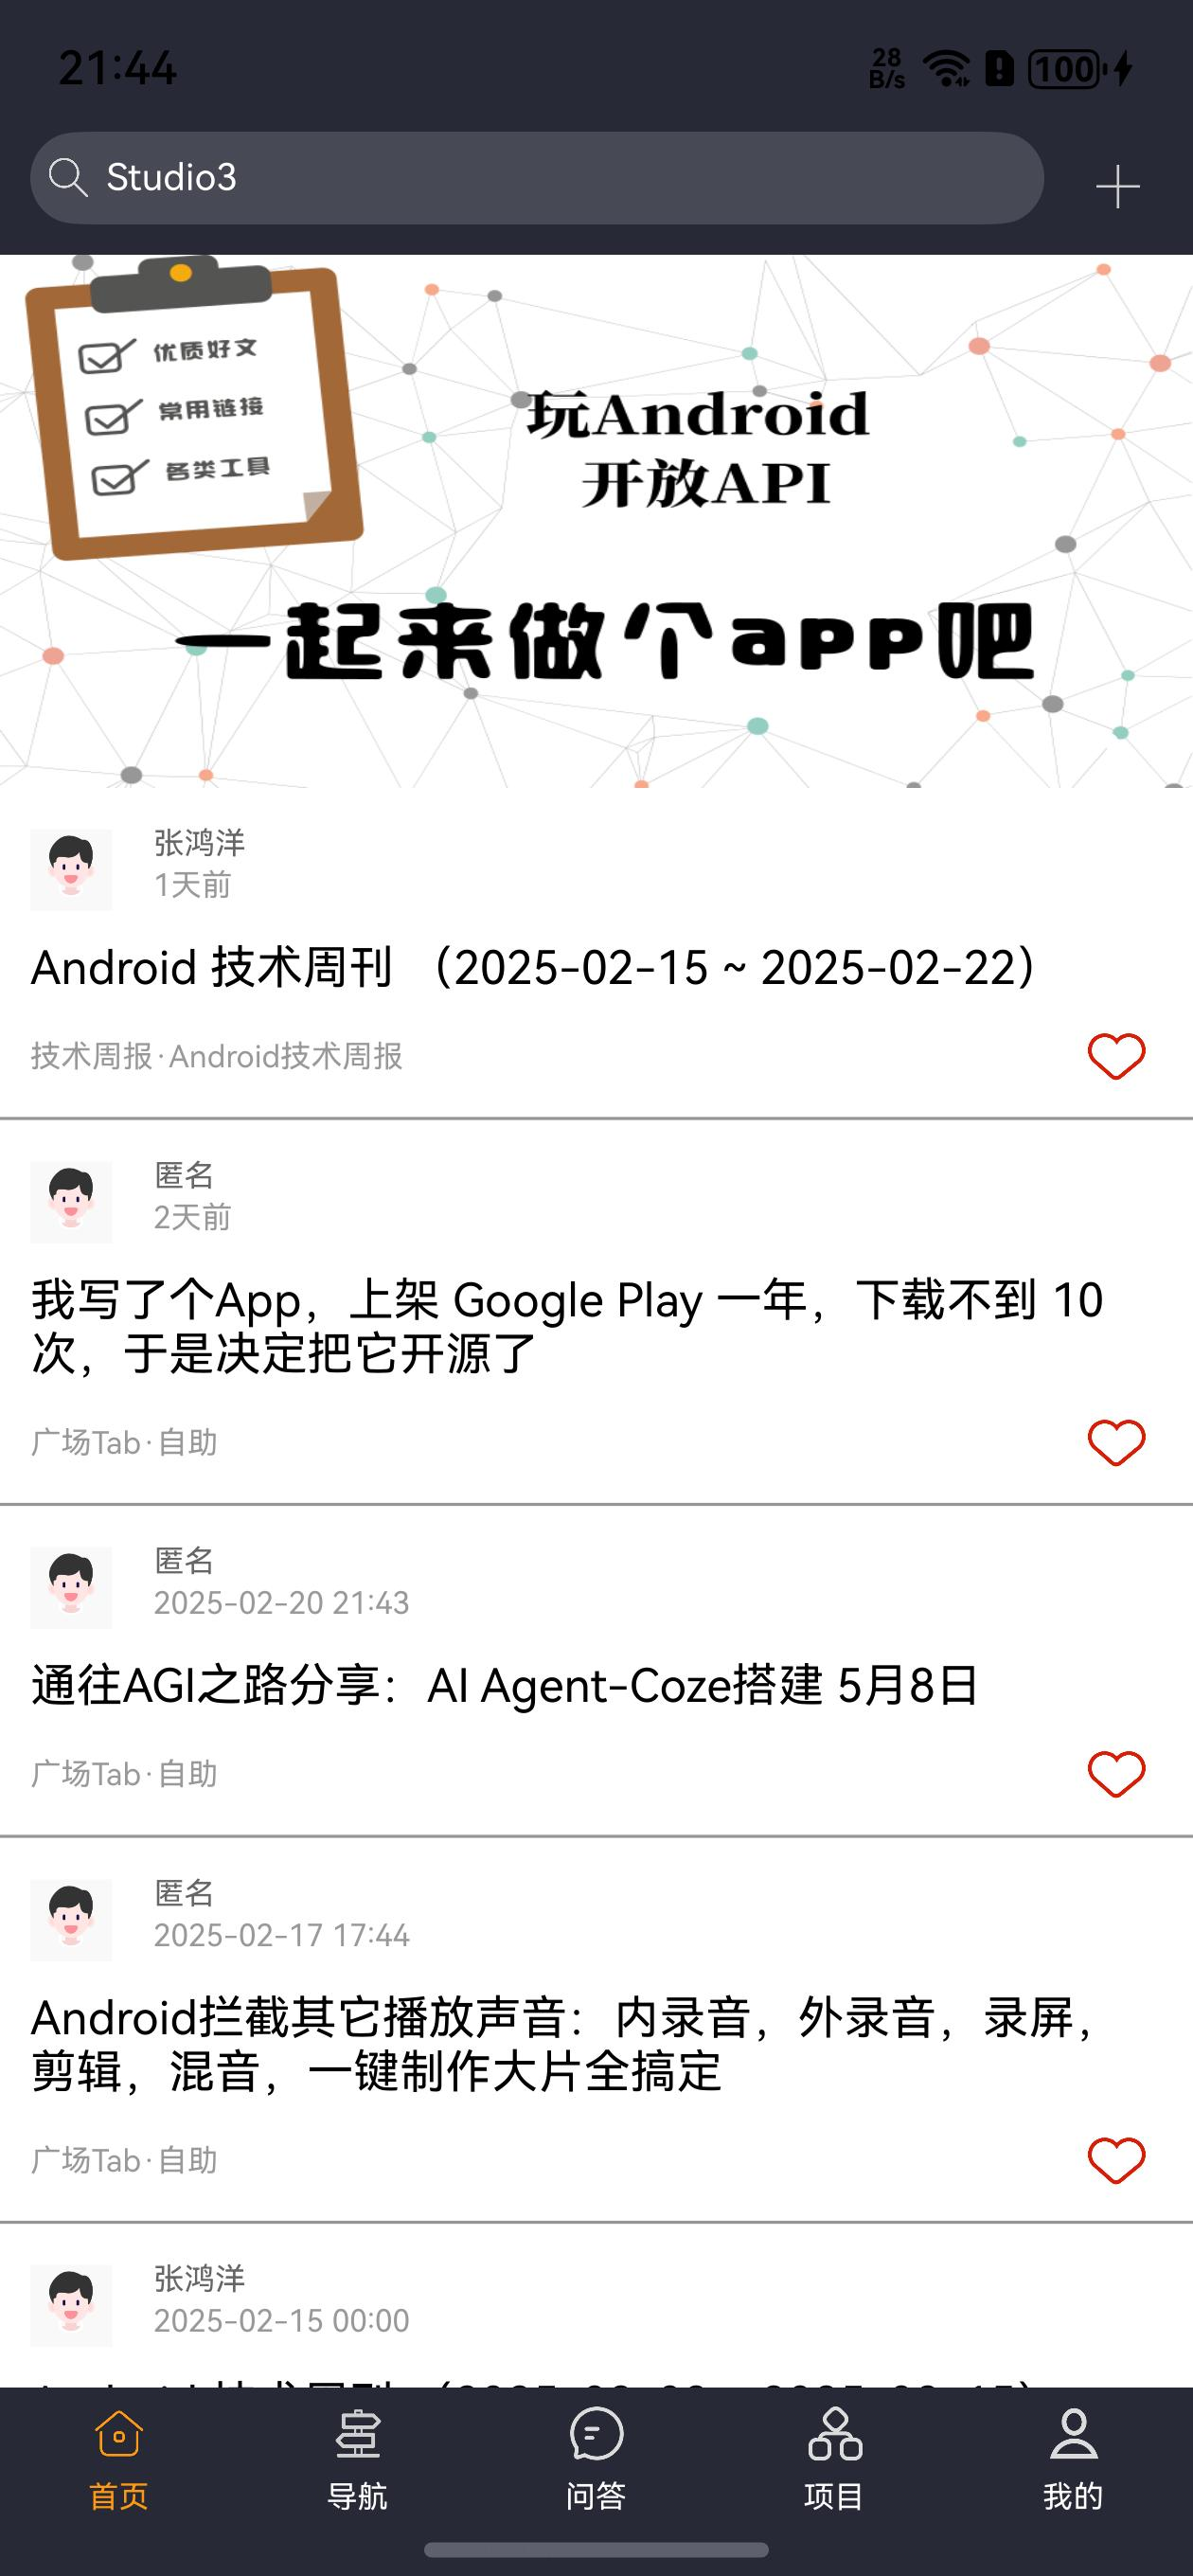 21:44
28
B/s
100
Studio3
优质好文
常用链接
各类工具
玩Android
开放API
一起来做个app吧
张鸿洋
1天前
Android 技术周刊 （2025-02-15 ~ 2025-02-22）
技术周报·Android技术周报
匿名
2天前
我写了个App，上架 Google Play 一年，下载不到 10
次，于是决定把它开源了
广场Tab·自助
匿名
2025-02-20 21:43
通往AGI之路分享：AI Agent-Coze搭建 5月8日
广场Tab·自助
匿名
2025-02-17 17:44
Android拦截其它播放声音：内录音，外录音，录屏，
剪辑，混音，一键制作大片全搞定
广场Tab·自助
张鸿洋
2025-02-15 00:00
首页
导航
问答
项目
我的